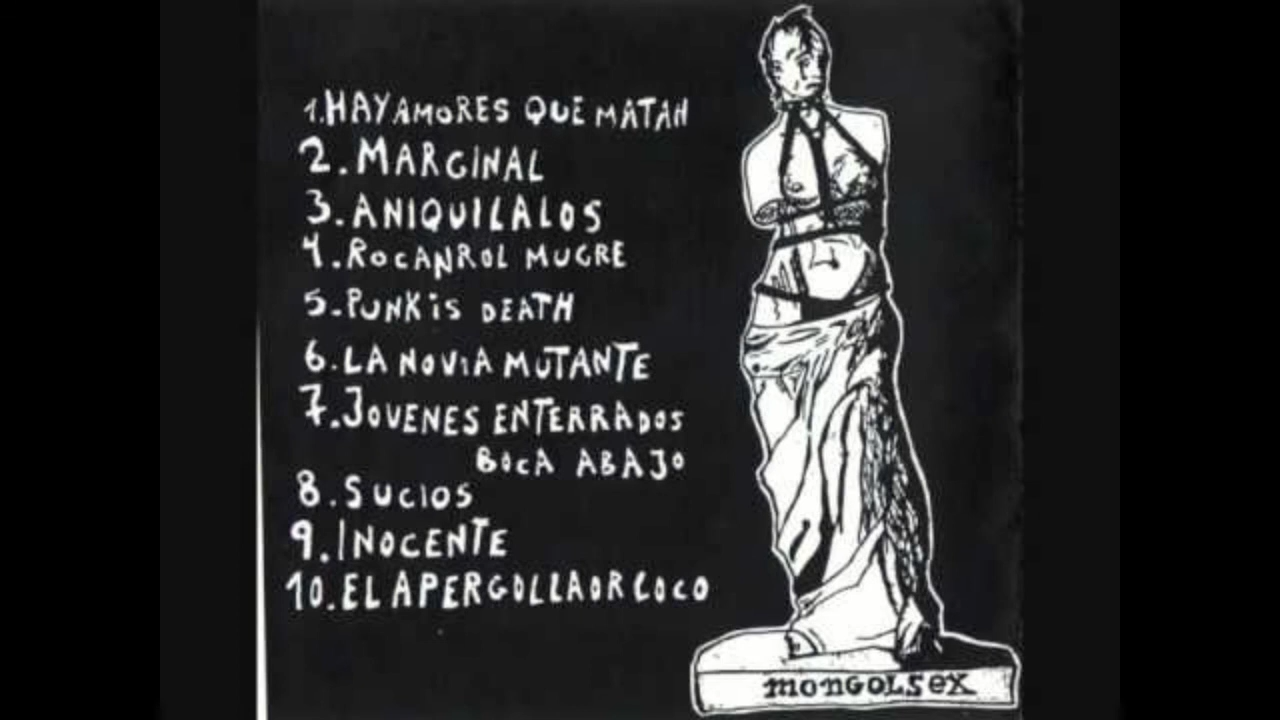 1.HAY AMORES QUE MATAN
2.MARGINAL
3.ANIQUILALOS
4.ROCANROL MUGRE
5-PUNK iS DEATH
6.LA NOViA MUTANTE
7.JOVENES ENTERRADOS
BOCA ABAJO
8.SUCIOS
9.INOCENTE
10.EL APERGOLLAOR LOCO
monGOLSex